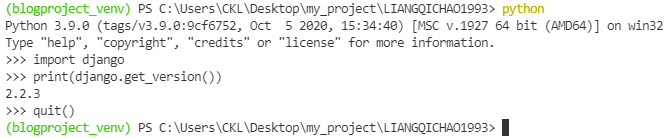 (blogproject_venv) PS C:\Users\CKL\Desktop\my_project\LIANGQICHAO1993> python
Python 3.9.0 (tags/v3.9.0:9cf6752, Oct  5 2020, 15:34:40) [MSC v.1927 64 bit (AMD64)] on win32
Type "help", "copyright", "credits" or "license" for more information.
>>> import django
>>> print(django.get_version())
2.2.3
>>> quit()
(blogproject_venv) PS C:\Users\CKL\Desktop\my_project\LIANGQICHAO1993>